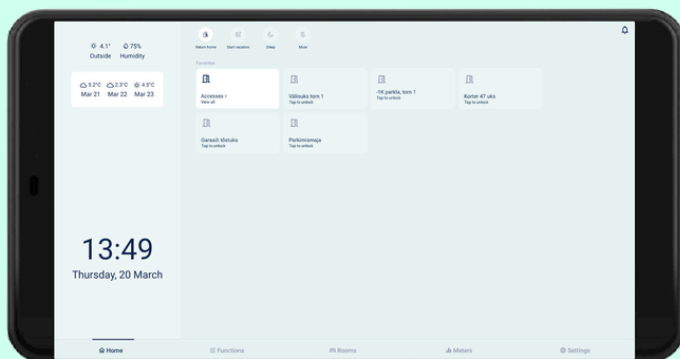 4.1° 75%
Outside Humidity
5.2°C 2.3°C 4.5°C
Mar 21 Mar 22 Mar 23
13:49
Thursday, 20 March
Return home Start vacation Sleep Mute
Favorites
Accesses ›
View all
Välisuks torn 1
Tap to unlock
-1K parkla, torn 1
Tap to unlock
Korter 47 uks
Tap to unlock
Garaaži tõstuks
Tap to unlock
Parkimismaja
Tap to unlock
Home Functions Rooms Meters Settings